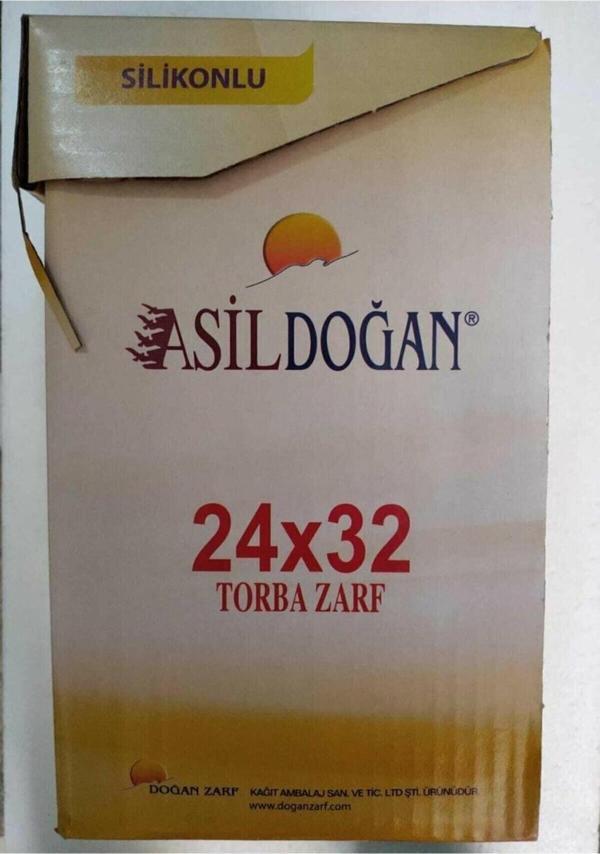 SİLİKONLU
ASİLDOĞAN®
24x32
TORBA ZARF
DOĞAN ZARF KAĞIT AMBALAJ SAN. VE TİC. LTD ŞTİ. ÜRÜNÜDÜR
www.doganzarf.com